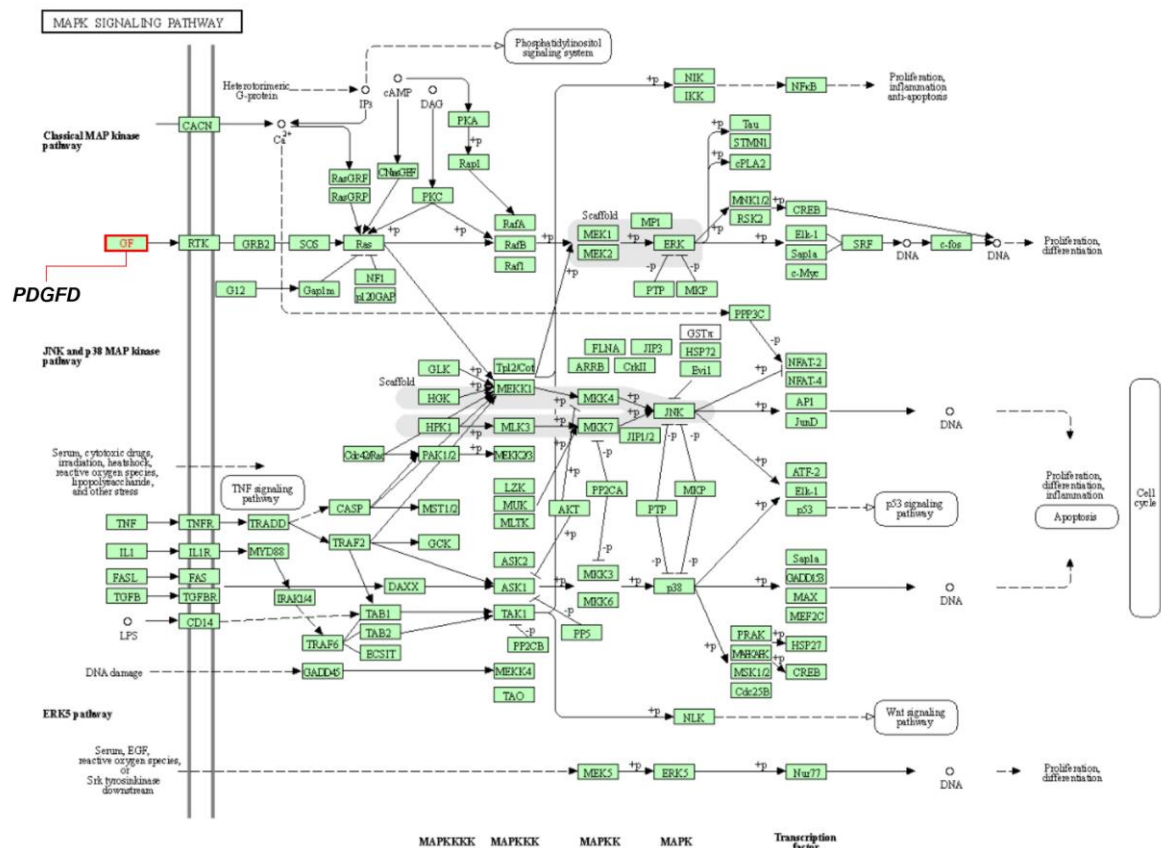 MAPK SIGNALING PATHWAY
Phosphatidylinositol
signaling system
Heterotorimeric
G-protein
IP3
cAMP
DAG
NIK
IKK
+p
NFκB
Proliferation,
inflammation
anti-apoptosis
Classical MAP kinase
pathway
CACN
Ca2+
PKA
+p
Rap1
RasGRF
RasGRP
CNasGEF
PKC
Tau
STMN1
cPLA2
+p
RafA
RafB
Raf1
Scaffold
MEK1
MEK2
MP1
MNK1/2
RSK2
+p
CREB
GF
RTK
GRB2
SOS
Ras
+p
+p
+p
+p
ERK
+p
+p
Elk-1
Sap1a
c-Myc
SRF
DNA
c-fos
DNA
Proliferation,
differentiation
PDGFD
G12
Gap1m
NF1
p120GAP
+p
-p
-p
PTP
MKP
PPP3C
-p
JNK and p38 MAP kinase
pathway
GSTπ
FLNA
JIP3
HSP72
ARRB
CrkII
Evi1
NFAT-2
NFAT-4
Scaffold
GLK
HGK
HPK1
+p
+p
+p
Tpl2/Cot
MEKK1
MLK3
MKK4
MKK7
+p
+p
JNK
JIP1/2
+p
+p
AP1
JunD
DNA
Cdc42/Rac
PAK1/2
MEKK2/3
+p
+p
Serum, cytotoxic drugs,
irradiation, heatshock,
reactive oxygen species,
lipopolysaccharide,
and other stress
TNF signaling
pathway
LZK
MUK
MLTK
PP2CA
MKP
AKT
PTP
+p
ATF-2
Elk-1
p53
p53 signaling
pathway
Proliferation,
differentiation,
inflammation
Apoptosis
Cell
cycle
TNF
TNFR
TRADD
CASP
MST1/2
TRAF2
GCK
IL1
IL1R
MYD88
ASK2
ASK1
FASL
FAS
DAXX
TGFB
TGFBR
IRAK1/4
LPS
CD14
TAB1
TAB2
ECSIT
TRAF6
TAK1
-p
PP2CB
-p
PP5
+p
MKK3
MKK6
-p
+p
-p
-p
p38
+p
+p
Sap1a
GADD153
MAX
MEF2C
DNA
+p
PRAK
MAPKAPK
MSK1/2
Cdc25B
+p
+p
HSP27
CREB
DNA damage
GADD45
MEKK4
TAO
ERK5 pathway
+p
NLK
Wnt signaling
pathway
Serum, EGF,
reactive oxygen species,
or
Srk tyrosinkinase
downstream
MEK5
+p
ERK5
+p
Nur77
DNA
Proliferation,
differentiation
MAPKKKK
MAPKKK
MAPKK
MAPK
Transcription
factor